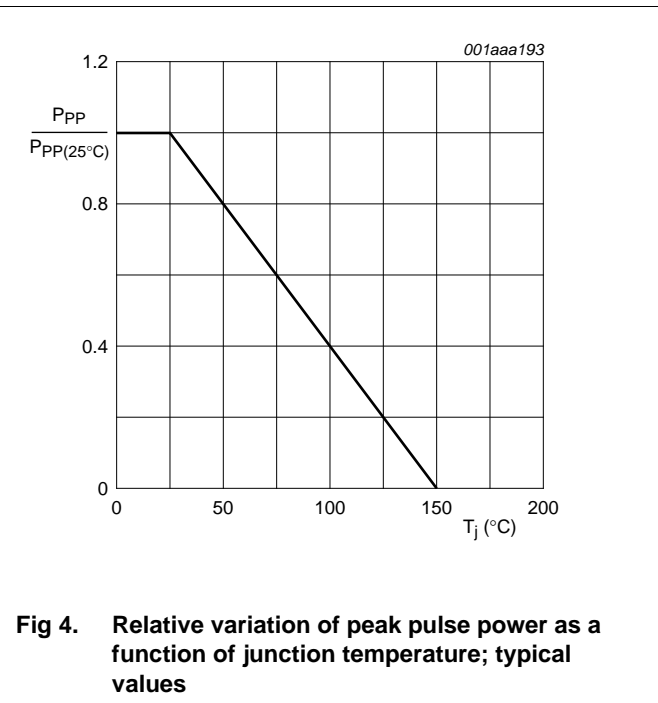 001aaa193
1.2
PPP
PPP(25°C)
0.8
0.4
0
0 50 100 150 200
Tj (°C)
Fig 4. Relative variation of peak pulse power as a
function of junction temperature; typical
values